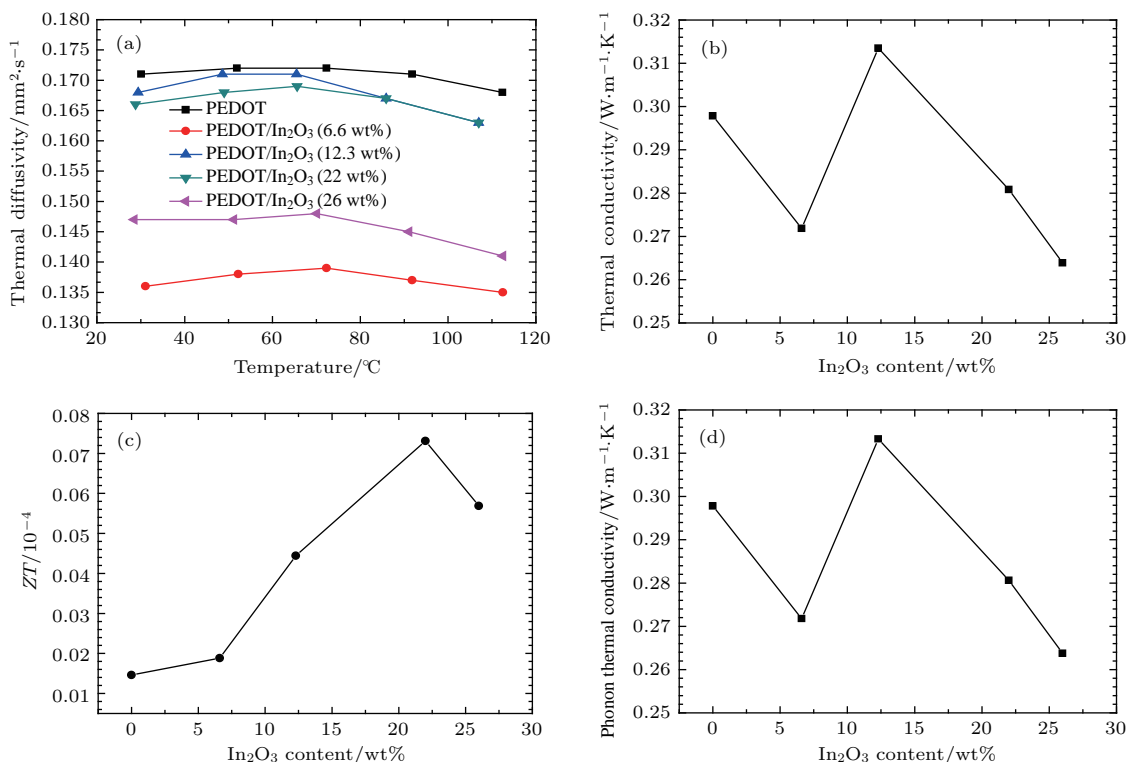 (a)
Thermal diffusivity/mm²·s⁻¹
0.180
0.175
0.170
0.165
0.160
0.155
0.150
0.145
0.140
0.135
0.130
PEDOT
PEDOT/In₂O₃ (6.6 wt%)
PEDOT/In₂O₃ (12.3 wt%)
PEDOT/In₂O₃ (22 wt%)
PEDOT/In₂O₃ (26 wt%)
20 40 60 80 100 120
Temperature/℃
(b)
Thermal conductivity/W·m⁻¹·K⁻¹
0.32
0.31
0.30
0.29
0.28
0.27
0.26
0.25
0 5 10 15 20 25 30
In₂O₃ content/wt%
(c)
ZT/10⁻⁴
0.08
0.07
0.06
0.05
0.04
0.03
0.02
0.01
0 5 10 15 20 25 30
In₂O₃ content/wt%
(d)
Phonon thermal conductivity/W·m⁻¹·K⁻¹
0.32
0.31
0.30
0.29
0.28
0.27
0.26
0.25
0 5 10 15 20 25 30
In₂O₃ content/wt%